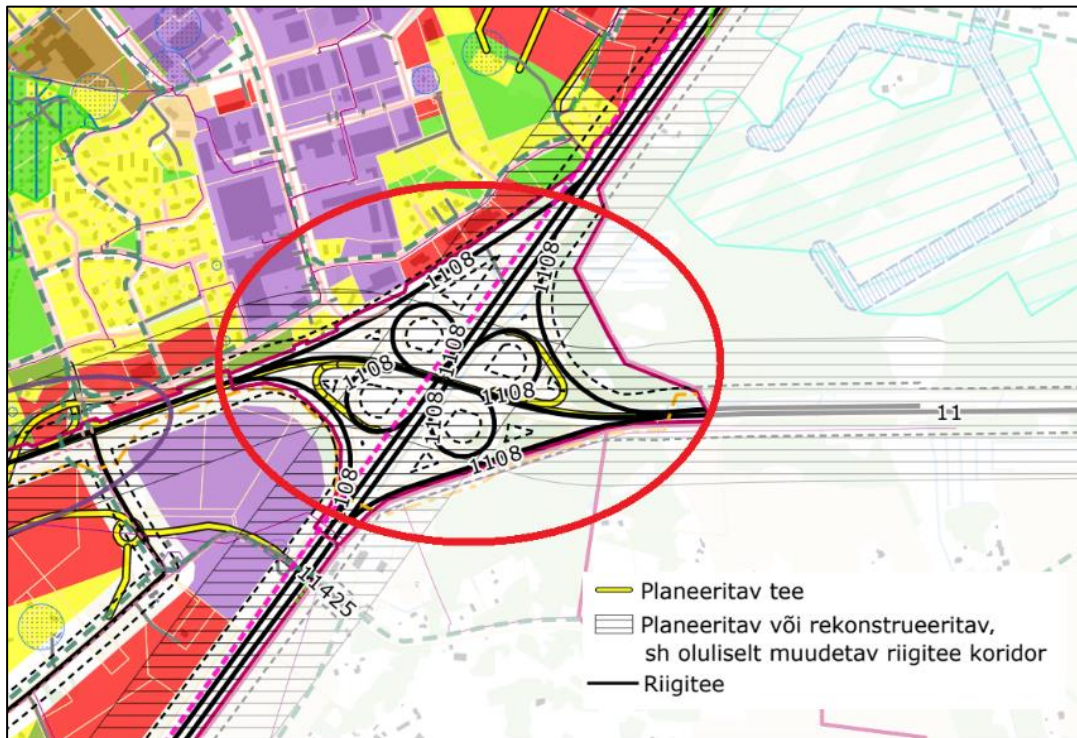 1108
1108
1108
1108
1108
1108
11
1108
108
11425
Planeeritav tee
Planeeritav või rekonstrueeritav,
sh oluliselt muudetav riigitee koridor
Riigitee